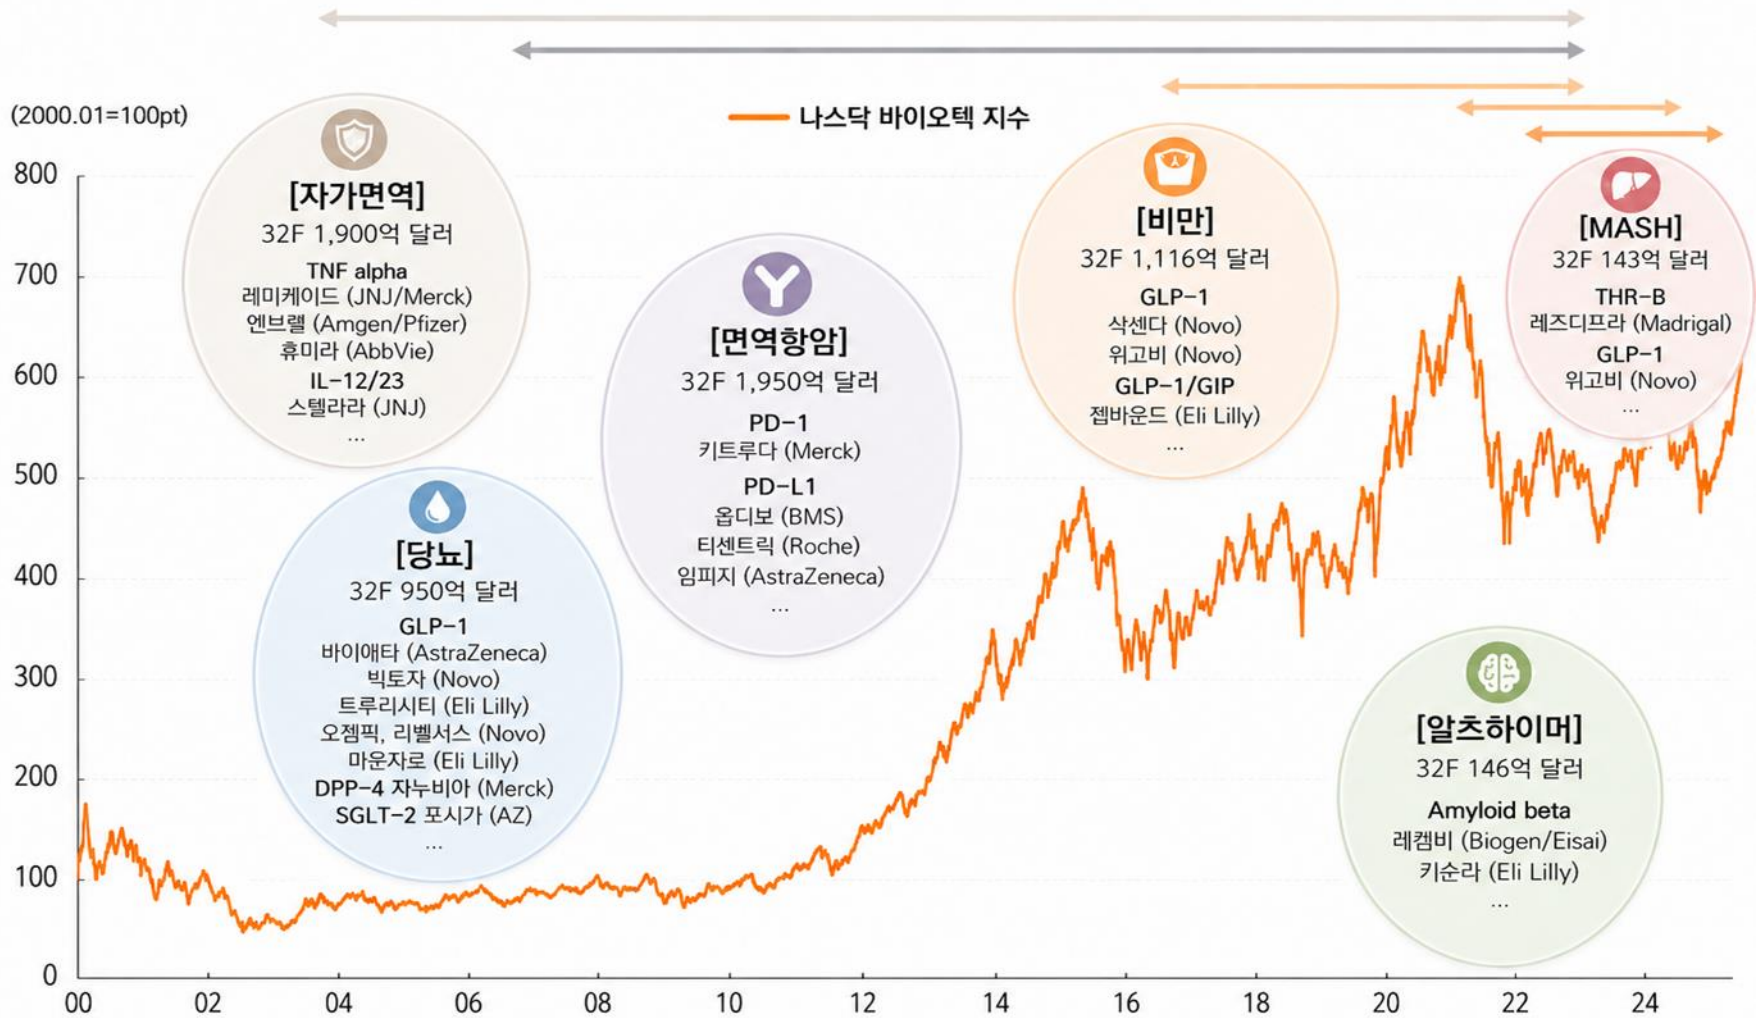 (2000.01=100pt)
나스닥 바이오텍 지수
800
700
600
500
400
300
200
100
0
[자가면역]
32F 1,900억 달러
TNF alpha
레미케이드 (JNJ/Merck)
엔브랠 (Amgen/Pfizer)
휴미라 (AbbVie)
IL-12/23
스텔라라 (JNJ)
...
[당뇨]
32F 950억 달러
GLP-1
바이애타 (AstraZeneca)
빅토자 (Novo)
트루리시티 (Eli Lilly)
오젬픽, 리벨서스 (Novo)
마운자로 (Eli Lilly)
DPP-4 자누비아 (Merck)
SGLT-2 포시가 (AZ)
...
[면역항암]
32F 1,950억 달러
PD-1
키트루다 (Merck)
PD-L1
옵디보 (BMS)
티센트릭 (Roche)
임피지 (AstraZeneca)
...
[비만]
32F 1,116억 달러
GLP-1
삭센다 (Novo)
위고비 (Novo)
GLP-1/GIP
젭바운드 (Eli Lilly)
...
[MASH]
32F 143억 달러
THR-B
레즈디프라 (Madrigal)
GLP-1
위고비 (Novo)
...
[알츠하이머]
32F 146억 달러
Amyloid beta
레켐비 (Biogen/Eisai)
키순라 (Eli Lilly)
...
00 02 04 06 08 10 12 14 16 18 20 22 24